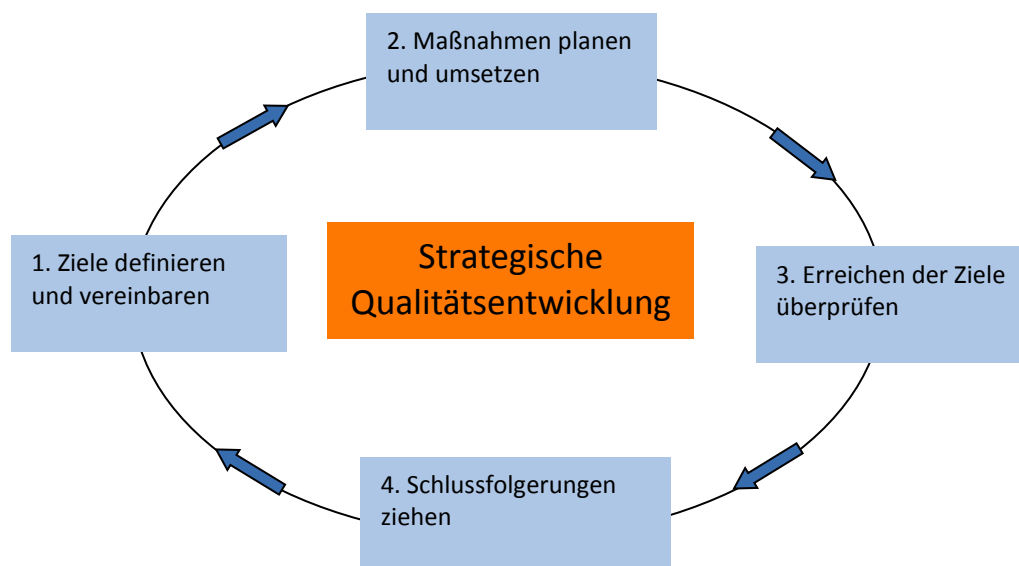 2. Maßnahmen planen
und umsetzen
1. Ziele definieren
und vereinbaren
Strategische
Qualitätsentwicklung
3. Erreichen der Ziele
überprüfen
4. Schlussfolgerungen
ziehen